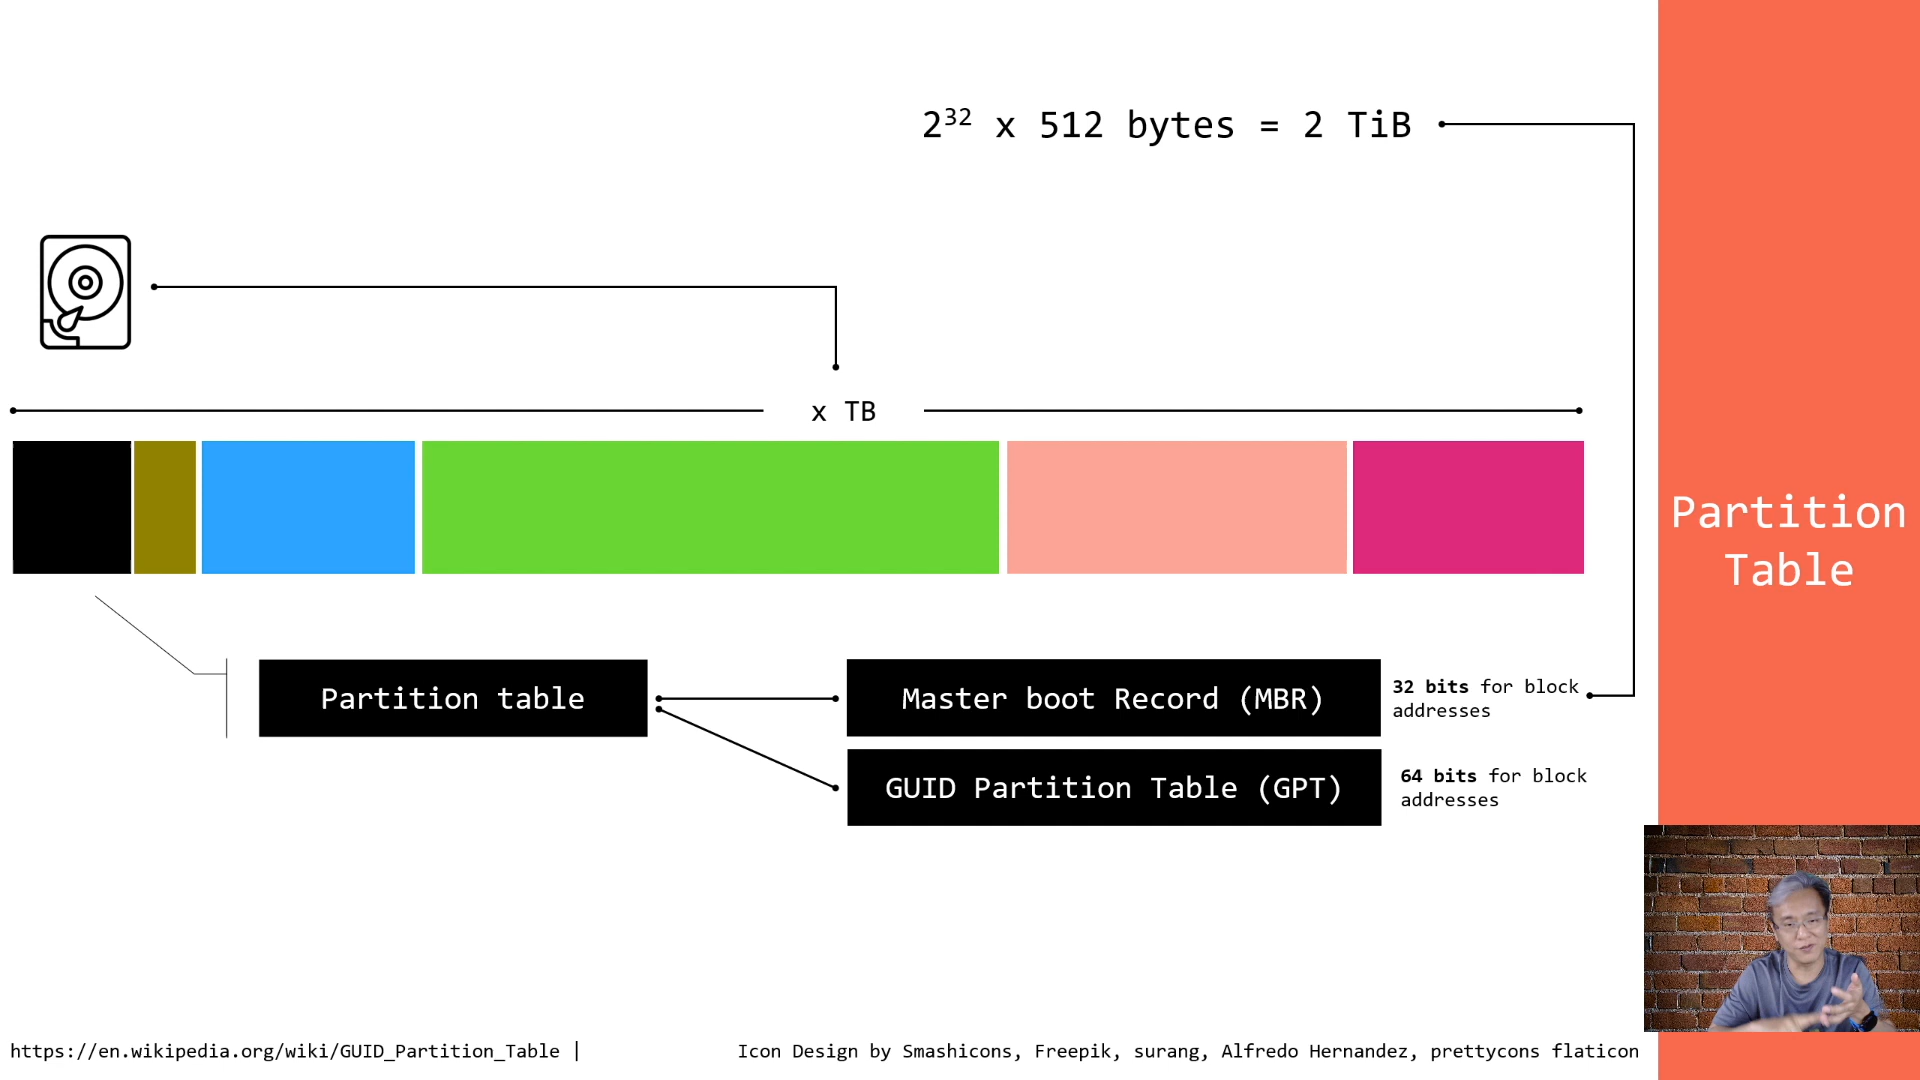 2³² x 512 bytes = 2 TiB
x TB
Partition
Table
Partition table
Master boot Record (MBR)
32 bits for block
addresses
GUID Partition Table (GPT)
64 bits for block
addresses
https://en.wikipedia.org/wiki/GUID_Partition_Table |
Icon Design by Smashicons, Freepik, surang, Alfredo Hernandez, prettycons flaticon